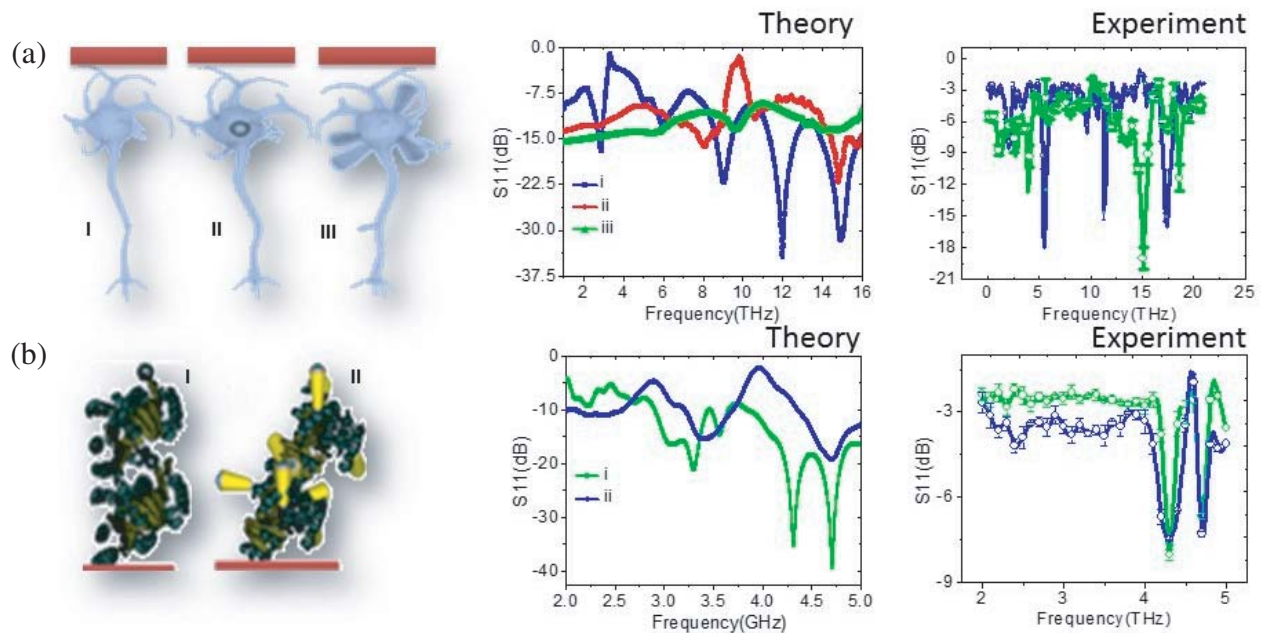 (a)
I
II
III
Theory
S11(dB)
0.0
-7.5
-15.0
-22.5
-30.0
-37.5
i
ii
iii
2 4 6 8 10 12 14 16
Frequency(THz)
Experiment
S11(dB)
0
-3
-6
-9
-12
-15
-18
-21
0 5 10 15 20 25
Frequency(THz)
(b)
I
II
Theory
S11(dB)
0
-10
-20
-30
-40
i
ii
2.0 2.5 3.0 3.5 4.0 4.5 5.0
Frequency(GHz)
Experiment
S11(dB)
-3
-6
-9
2 3 4 5
Frequency(THz)